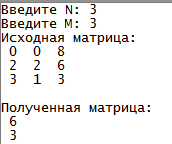 Введите N: 3
Введите M: 3
Исходная матрица:
0 0 8
2 2 6
3 1 3
Полученная матрица:
6
3